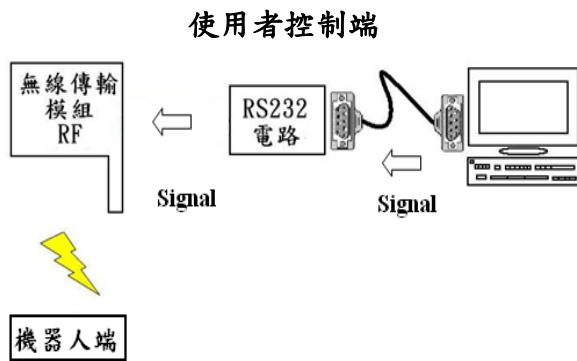 使用者控制端
無線傳輸
模組
RF
RS232
電路
Signal
Signal
機器人端